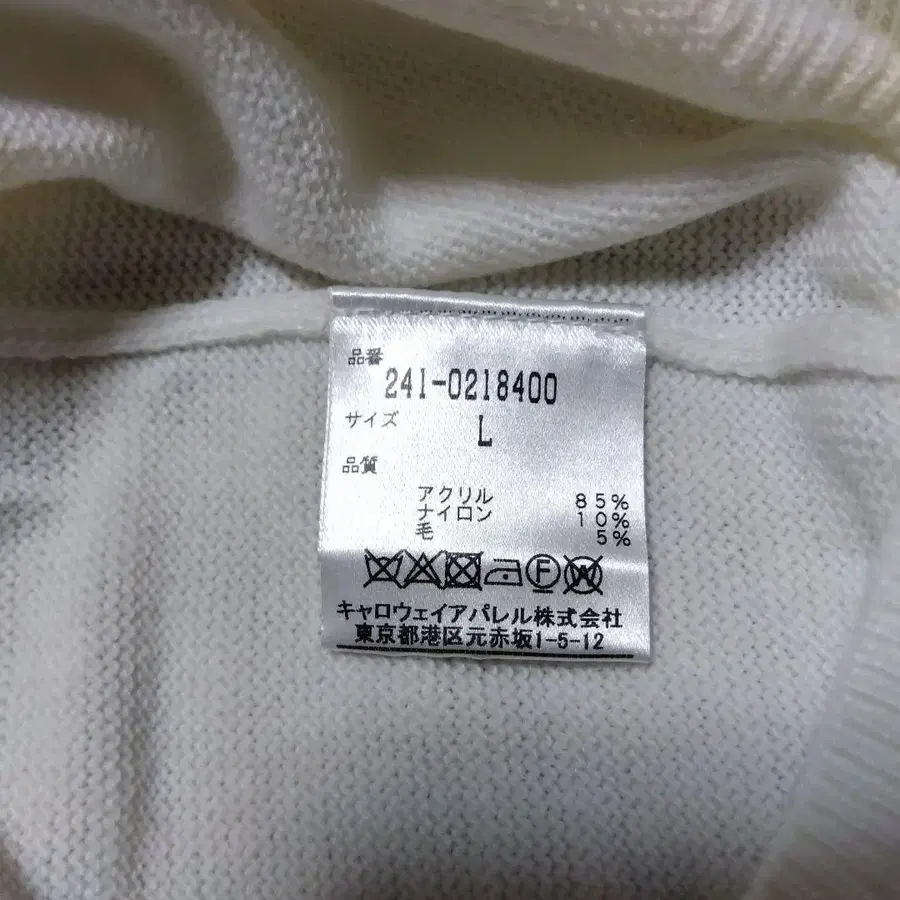 品番
241-0218400
サイズ
L
品質
アクリル 85%
ナイロン 10%
毛 5%
F W
キャロウェイアパレル株式会社
東京都港区元赤坂1-5-12